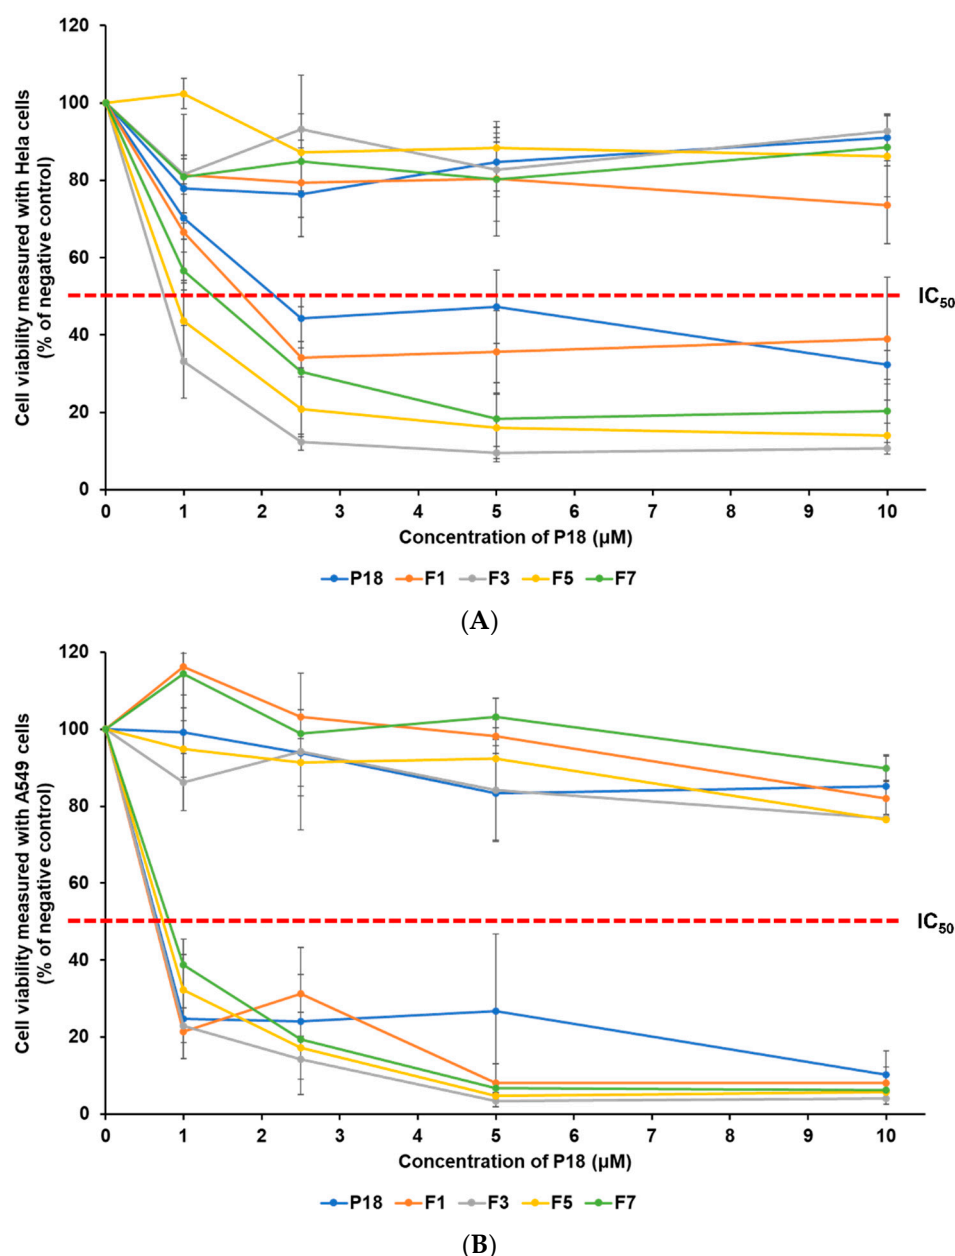 120
100
80
60
40
20
0
Cell viability measured with Hela cells
(% of negative control)
IC50
0 1 2 3 4 5 6 7 8 9 10
Concentration of P18 (µM)
P18 F1 F3 F5 F7
(A)
120
100
80
60
40
20
0
Cell viability measured with A549 cells
(% of negative control)
IC50
0 1 2 3 4 5 6 7 8 9 10
Concentration of P18 (µM)
P18 F1 F3 F5 F7
(B)